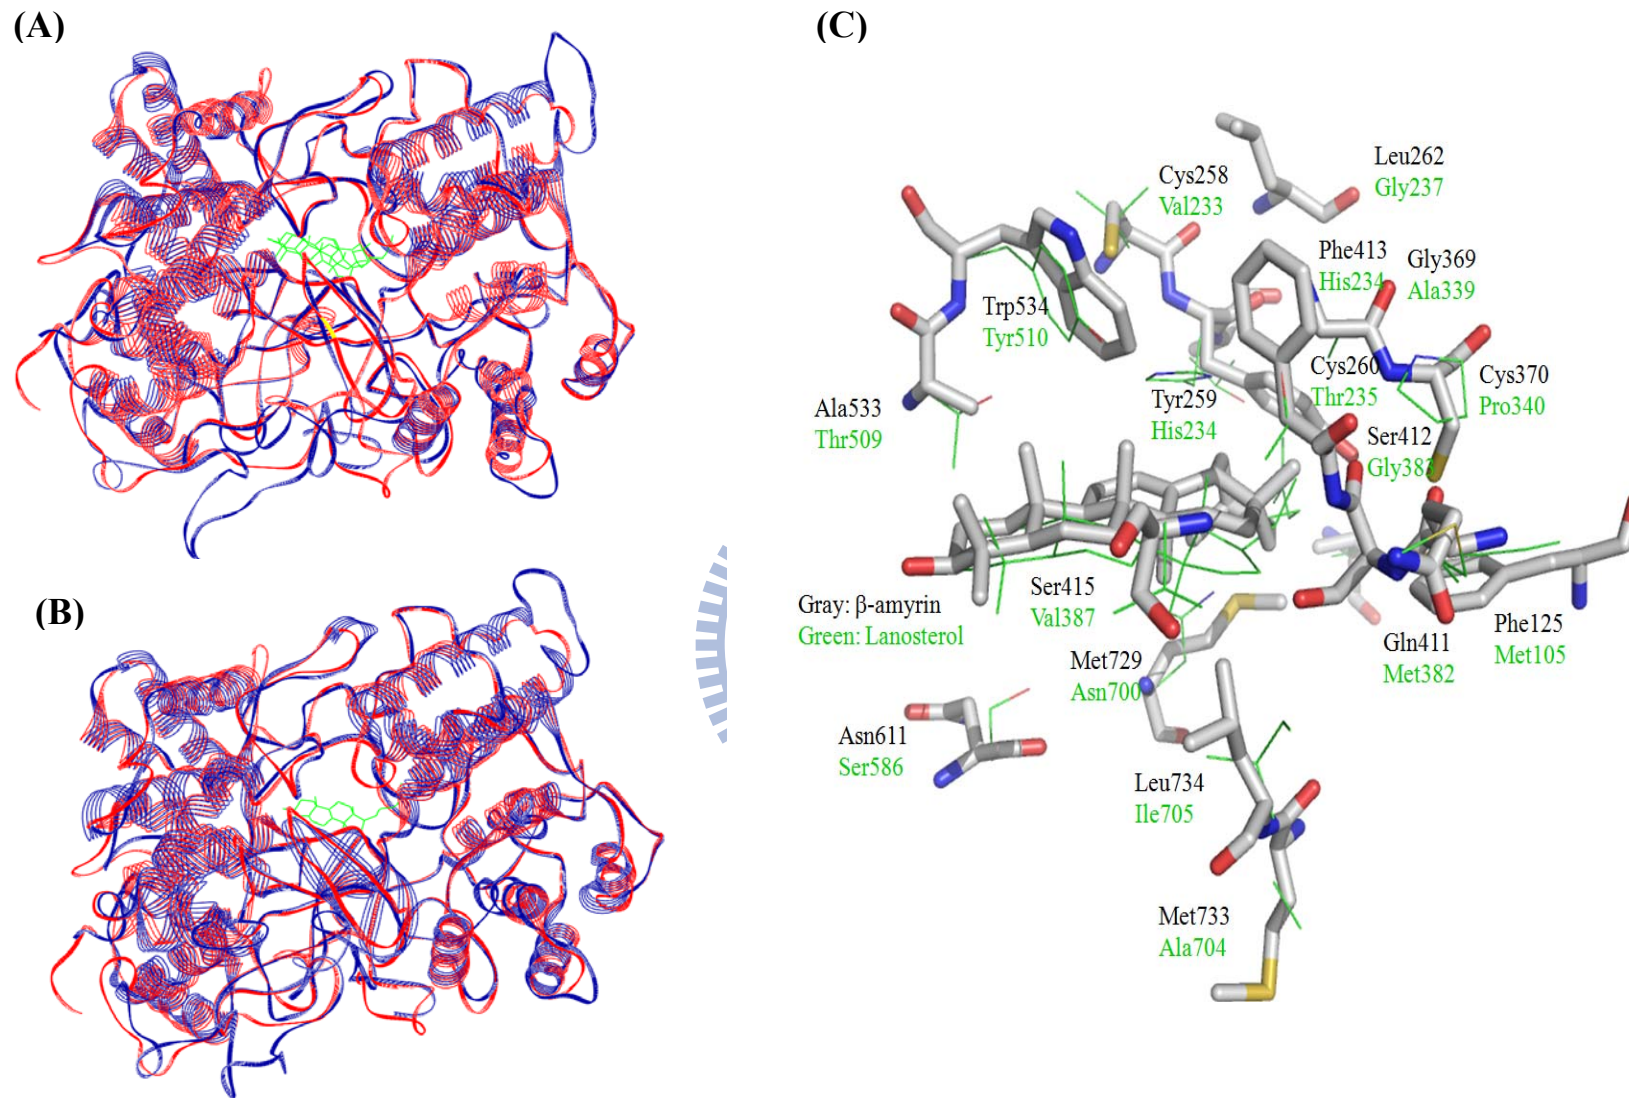 (A)
(B)
(C)
Leu262
Gly237
Cys258
Val233
Phe413
His234
Gly369
Ala339
Trp534
Tyr510
Cys260
Thr235
Cys370
Pro340
Tyr259
His234
Ala533
Thr509
Ser412
Gly383
Gray: β-amyrin
Green: Lanosterol
Ser415
Val387
Phe125
Met105
Gln411
Met382
Met729
Asn700
Asn611
Ser586
Leu734
Ile705
Met733
Ala704